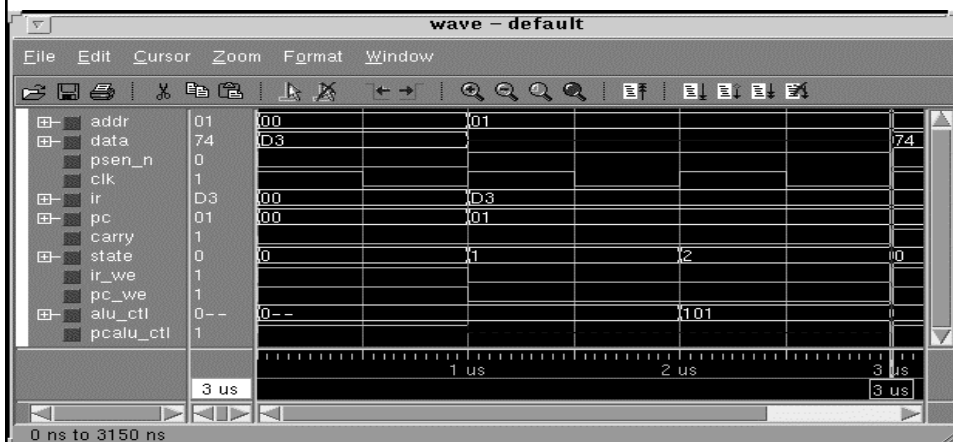 wave – default
File Edit Cursor Zoom Format Window
addr 01 00 01
data 74 D3 74
psen_n 0
clk 1
ir D3 00 D3
pc 01 00 01
carry 1
state 0 0 1 2 0
ir_we 1
pc_we 1
alu_ctl 0-- 0-- 101
pcalu_ctl 1
1 us 2 us 3 us
3 us 3 us
0 ns to 3150 ns